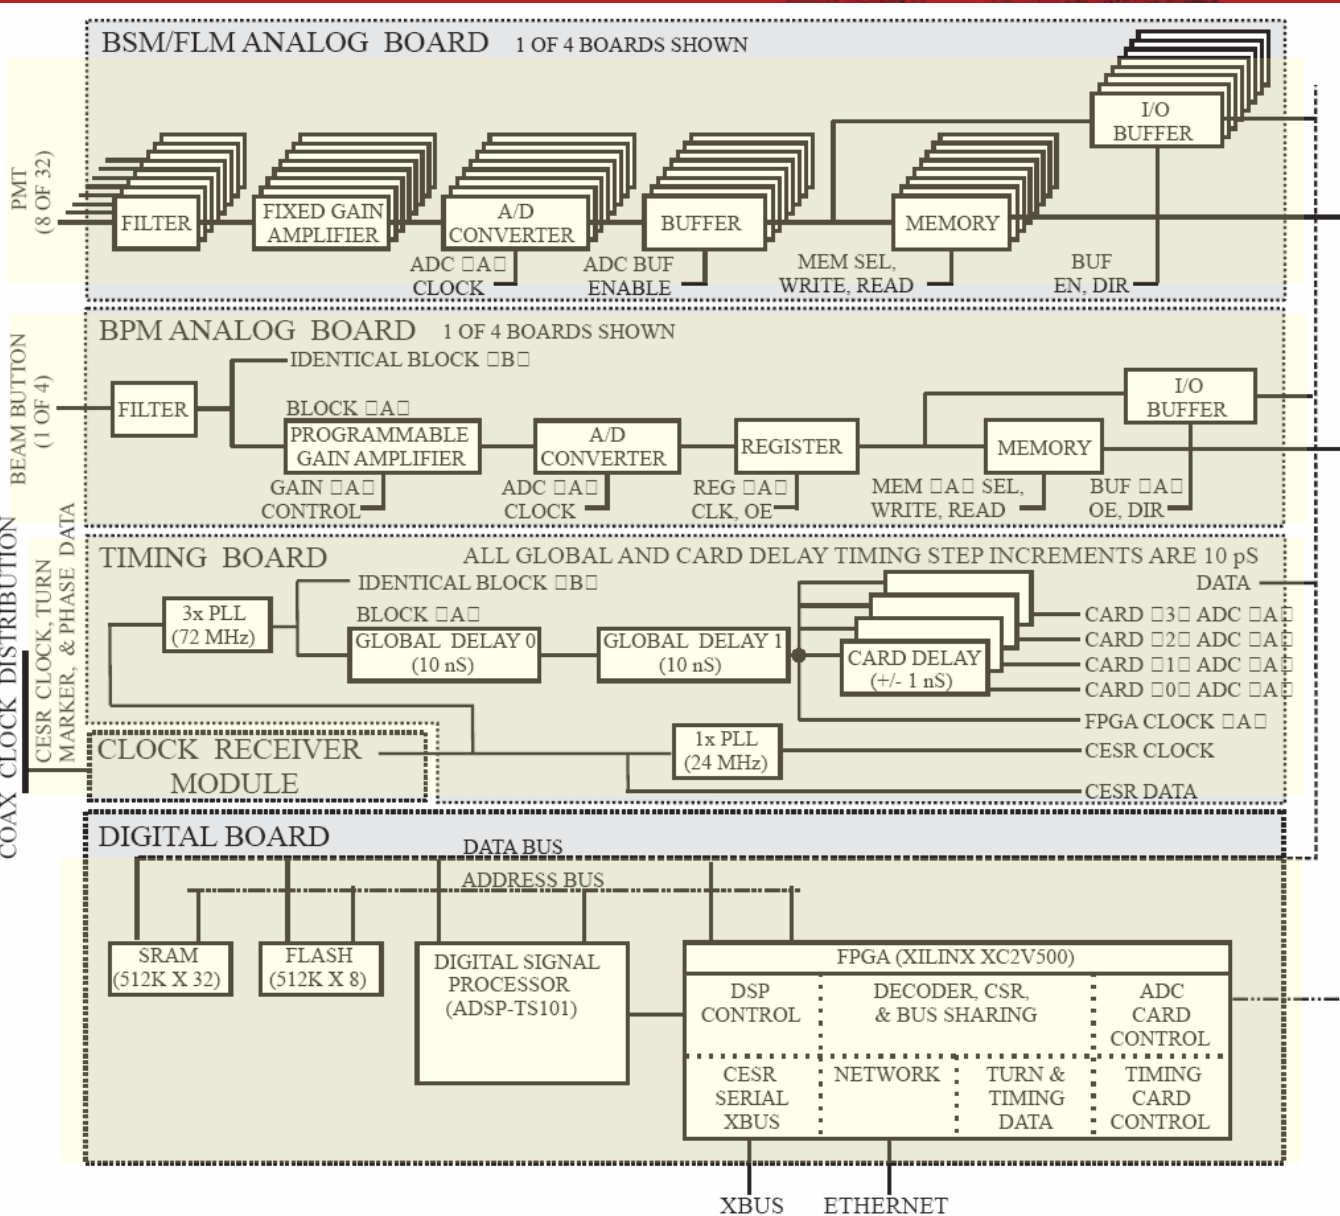 BSM/FLM ANALOG BOARD 1 OF 4 BOARDS SHOWN
PMT
(8 OF 32)
FILTER
FIXED GAIN
AMPLIFIER
A/D
CONVERTER
BUFFER
MEMORY
I/O
BUFFER
ADC □A□
CLOCK
ADC BUF
ENABLE
MEM SEL,
WRITE, READ
BUF
EN, DIR
BPM ANALOG BOARD 1 OF 4 BOARDS SHOWN
BEAM BUTTON
(1 OF 4)
IDENTICAL BLOCK □B□
FILTER
BLOCK □A□
PROGRAMMABLE
GAIN AMPLIFIER
A/D
CONVERTER
REGISTER
MEMORY
I/O
BUFFER
GAIN □A□
CONTROL
ADC □A□
CLOCK
REG □A□
CLK, OE
MEM □A□ SEL,
WRITE, READ
BUF □A□
OE, DIR
TIMING BOARD ALL GLOBAL AND CARD DELAY TIMING STEP INCREMENTS ARE 10 pS
COAX CLOCK DISTRIBUTION
CESR CLOCK, TURN
MARKER, & PHASE DATA
IDENTICAL BLOCK □B□
DATA
3x PLL
(72 MHz)
BLOCK □A□
GLOBAL DELAY 0
(10 nS)
GLOBAL DELAY 1
(10 nS)
CARD DELAY
(+/- 1 nS)
CARD □3□ ADC □A□
CARD □2□ ADC □A□
CARD □1□ ADC □A□
CARD □0□ ADC □A□
FPGA CLOCK □A□
CLOCK RECEIVER
MODULE
1x PLL
(24 MHz)
CESR CLOCK
CESR DATA
DIGITAL BOARD
DATA BUS
ADDRESS BUS
SRAM
(512K X 32)
FLASH
(512K X 8)
DIGITAL SIGNAL
PROCESSOR
(ADSP-TS101)
FPGA (XILINX XC2V500)
DSP
CONTROL
DECODER, CSR,
& BUS SHARING
ADC
CARD
CONTROL
CESR
SERIAL
XBUS
NETWORK
TURN &
TIMING
DATA
TIMING
CARD
CONTROL
XBUS
ETHERNET